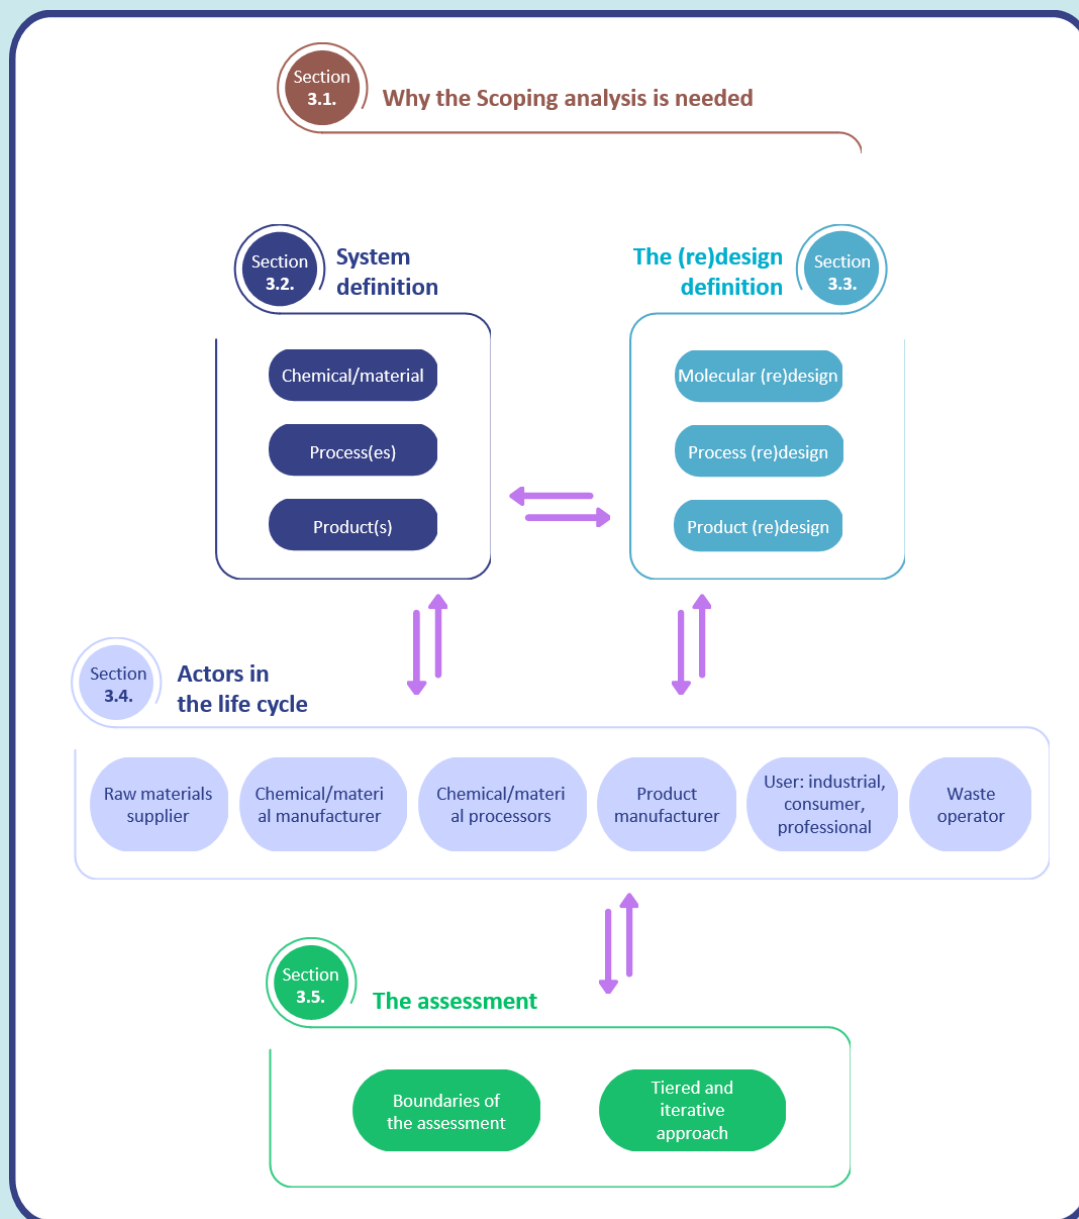 Section
3.1.
Why the Scoping analysis is needed
Section
3.2.
System
definition
Chemical/material
Process(es)
Product(s)
The (re)design
definition
Section
3.3.
Molecular (re)design
Process (re)design
Product (re)design
Section
3.4.
Actors in
the life cycle
Raw materials
supplier
Chemical/materi
al manufacturer
Chemical/materi
al processors
Product
manufacturer
User: industrial,
consumer,
professional
Waste
operator
Section
3.5.
The assessment
Boundaries of
the assessment
Tiered and
iterative
approach